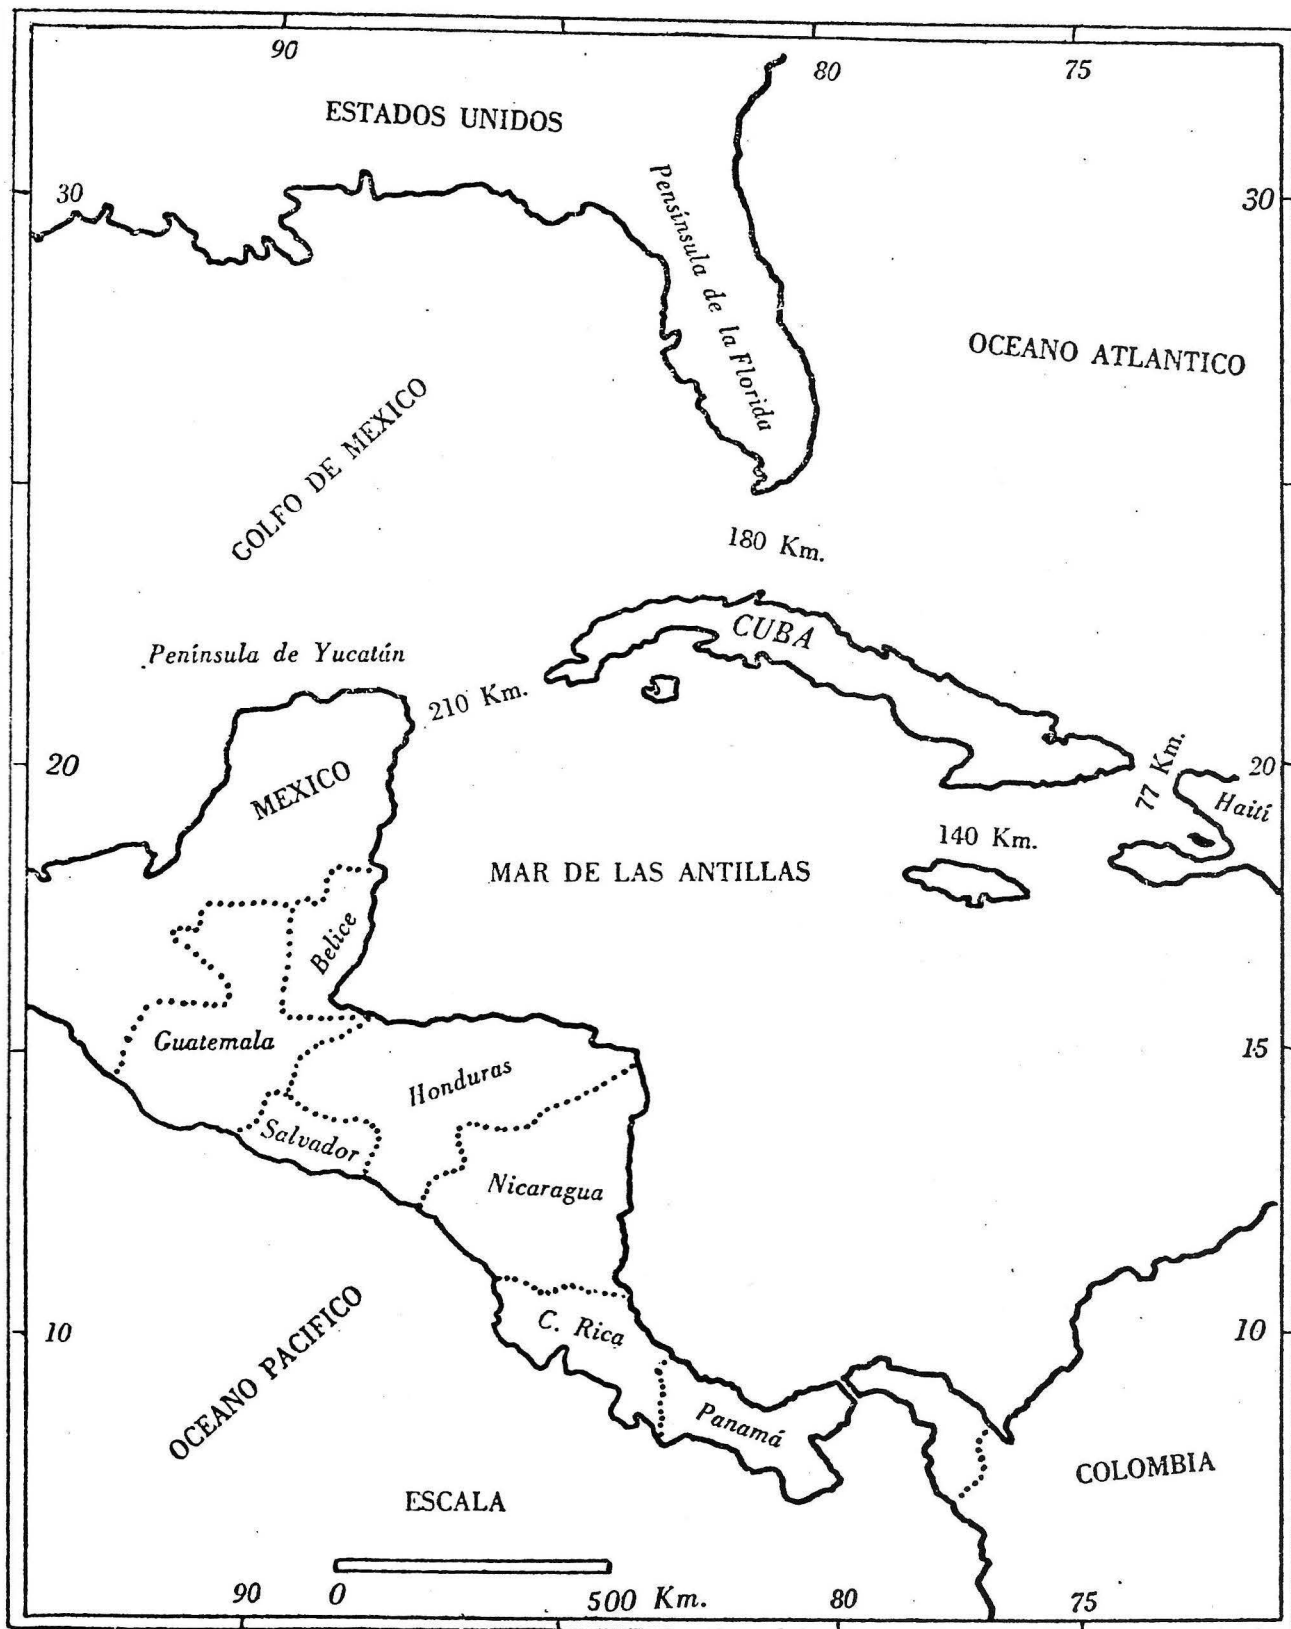 90
80
75
ESTADOS UNIDOS
30
30
Pensínsula de la Florida
OCEANO ATLANTICO
GOLFO DE MEXICO
180 Km.
CUBA
Península de Yucatán
210 Km.
20
MEXICO
77 Km.
20
Haití
140 Km.
MAR DE LAS ANTILLAS
Belice
Guatemala
15
Honduras
Salvador
Nicaragua
10
C. Rica
10
OCEANO PACIFICO
Panamá
COLOMBIA
ESCALA
90
0
500 Km.
80
75